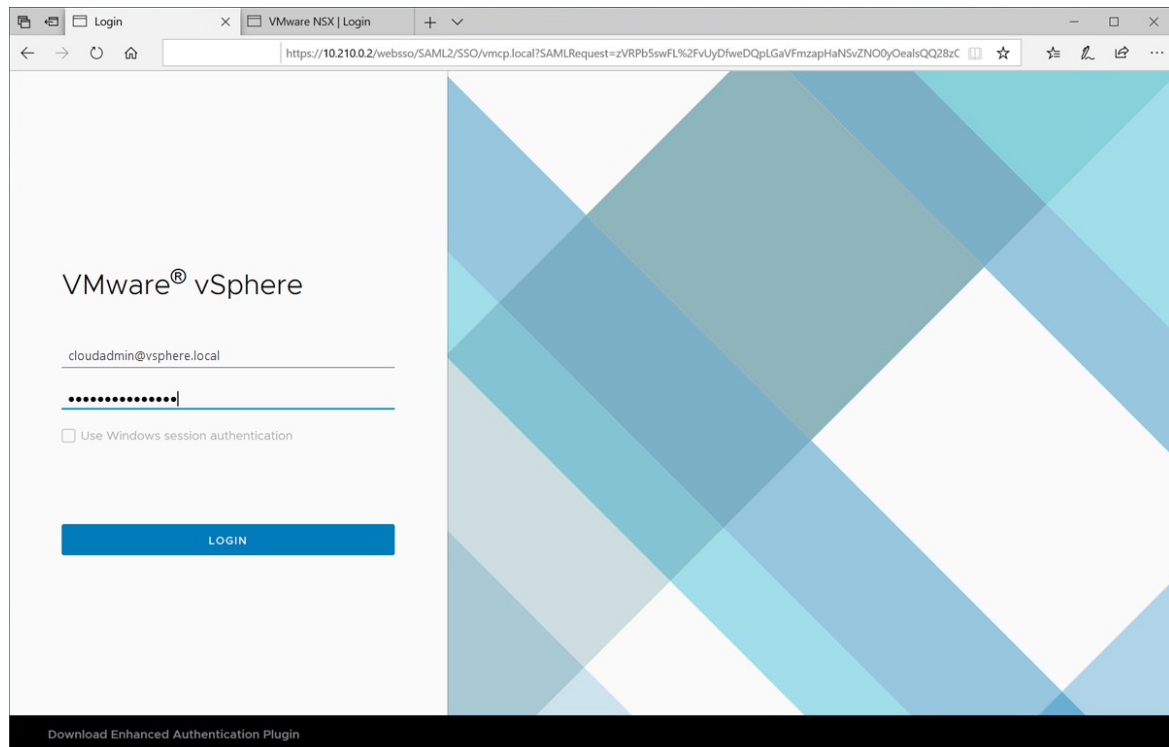 Login
VMware NSX | Login
https://10.210.0.2/websso/SAML2/SSO/vmcp.local?SAMLRequest=zVRPb5swFL%2FvUyDfweDQpLGaVFmzapHaNSvZNO0yOealsQQ28zC
VMware® vSphere
cloudadmin@vsphere.local
Use Windows session authentication
LOGIN
Download Enhanced Authentication Plugin